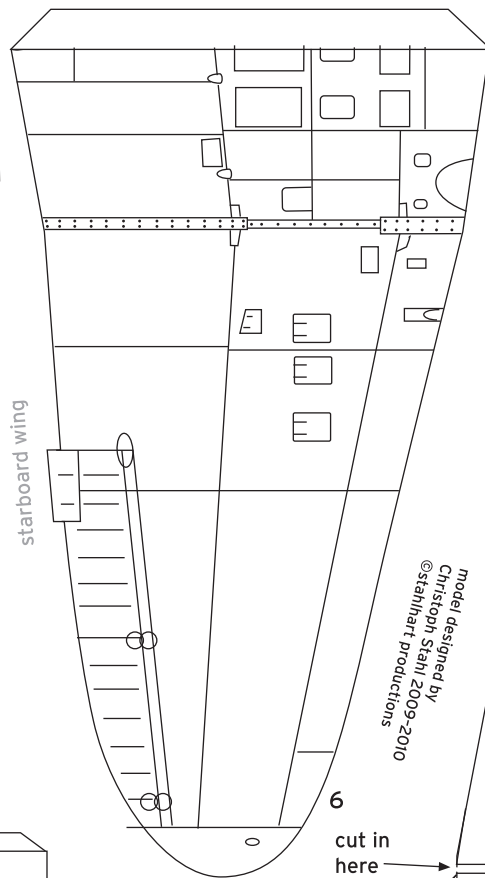 starboard wing
model designed by
Christoph Stahl 2009-2010
©stahlhart productions
6
cut in
here